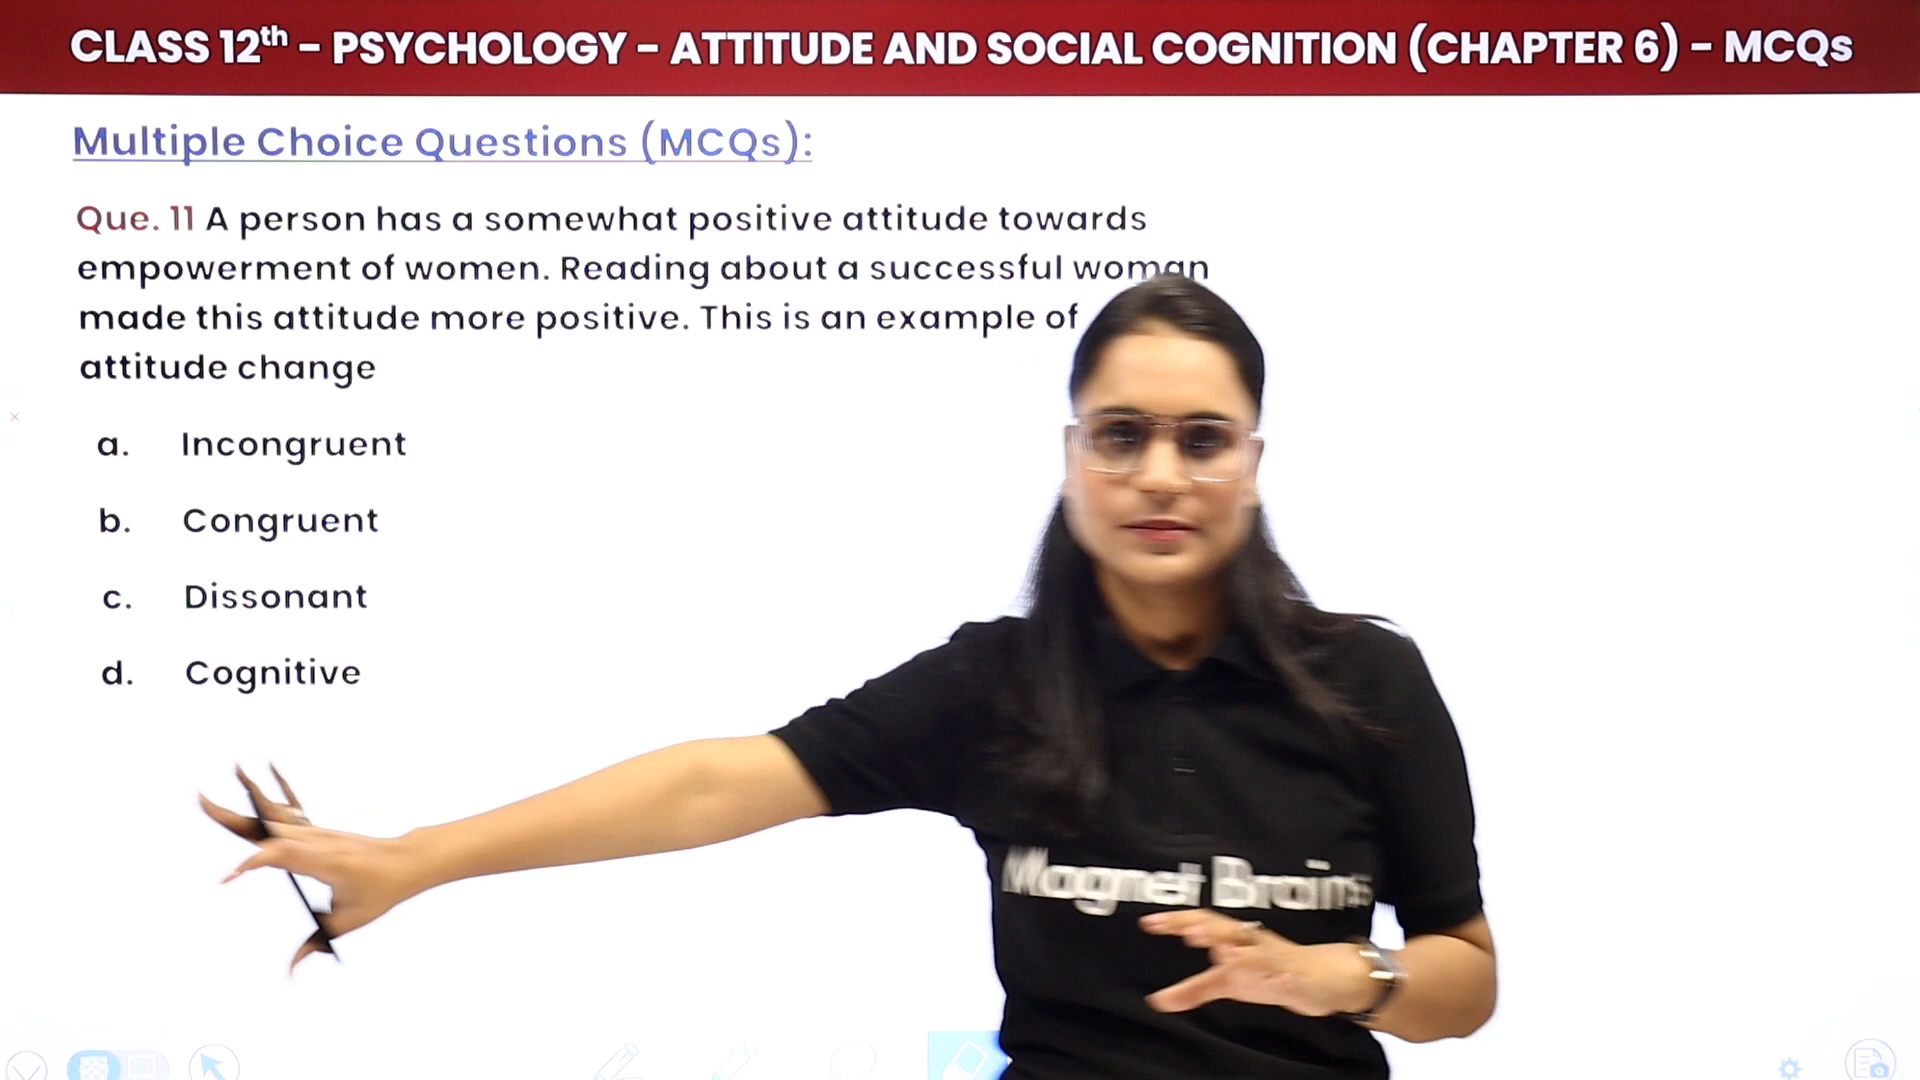 CLASS 12th – PSYCHOLOGY – ATTITUDE AND SOCIAL COGNITION (CHAPTER 6) – MCQs
Multiple Choice Questions (MCQs):
Que. 11 A person has a somewhat positive attitude towards
empowerment of women. Reading about a successful woman
made this attitude more positive. This is an example of
attitude change
a. Incongruent
b. Congruent
c. Dissonant
d. Cognitive
Magnet Brains